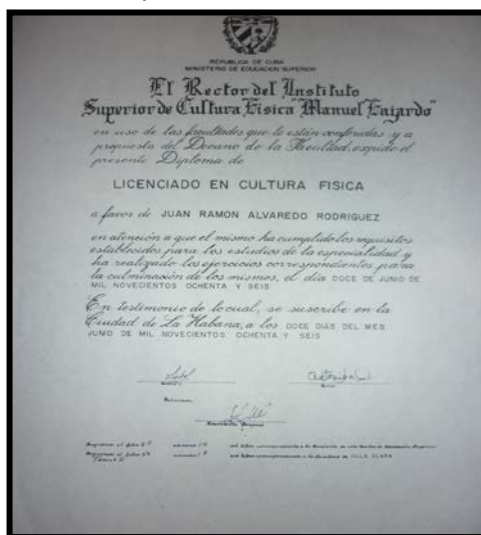 REPUBLICA DE CUBA
MINISTERIO DE EDUCACION SUPERIOR
El Rector del Instituto
Superior de Cultura Física "Manuel Fajardo"
en uso de las facultades que le están conferidas y a
propuesta del Decano de la Facultad, expide el
presente Diploma de
LICENCIADO EN CULTURA FISICA
a favor de JUAN RAMON ALVAREDO RODRIGUEZ
en atención a que el mismo ha cumplido los requisitos
establecidos para los estudios de la especialidad y
ha realizado los ejercicios correspondientes para
la culminación de los mismos, el día DOCE DE JUNIO DE
MIL NOVECIENTOS OCHENTA Y SEIS
En testimonio de lo cual, se suscribe en la
Ciudad de La Habana, a los DOCE DIAS DEL MES
JUNIO DE MIL NOVECIENTOS OCHENTA Y SEIS
Secretario General
VILLA CLARA